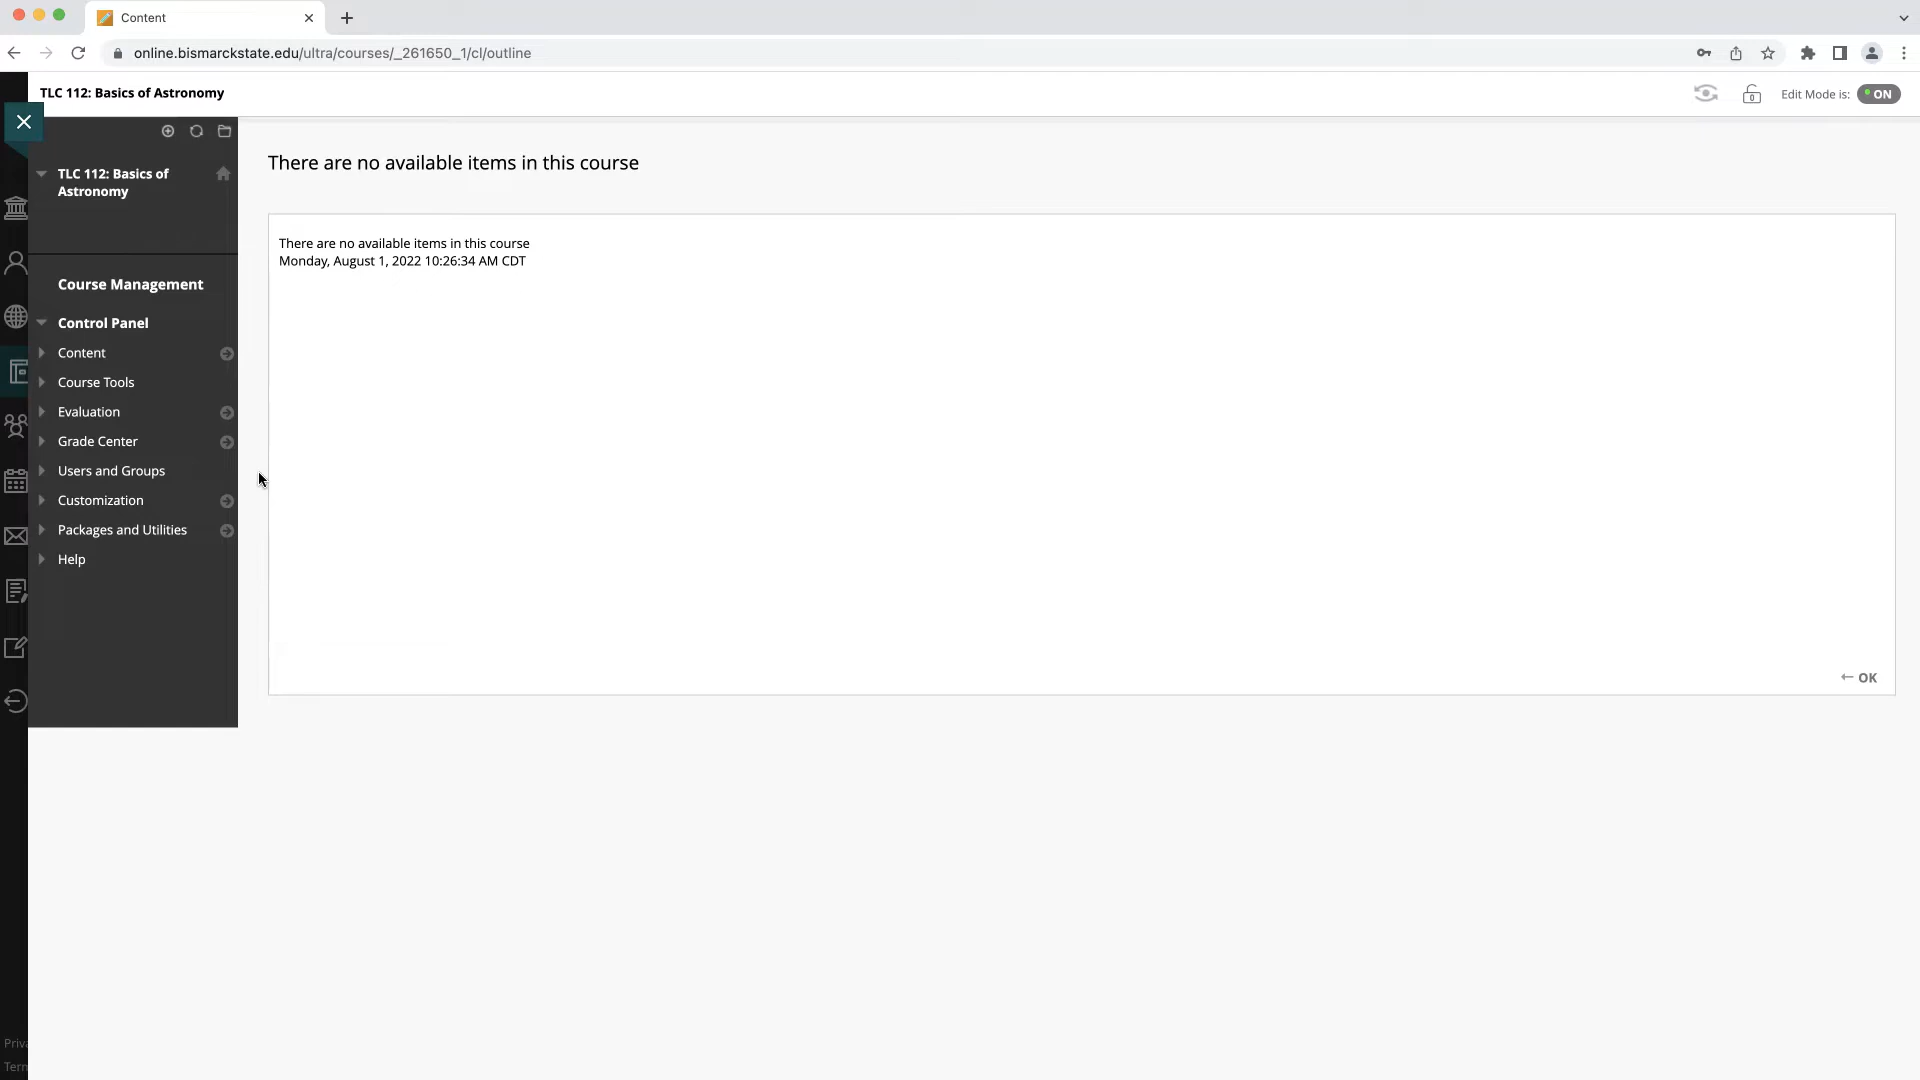 Content
online.bismarckstate.edu/ultra/courses/_261650_1/cl/outline
TLC 112: Basics of Astronomy
Edit Mode is:
ON
TLC 112: Basics of
Astronomy
Course Management
Control Panel
Content
Course Tools
Evaluation
Grade Center
Users and Groups
Customization
Packages and Utilities
Help
There are no available items in this course
There are no available items in this course
Monday, August 1, 2022 10:26:34 AM CDT
← OK
Priva
Term